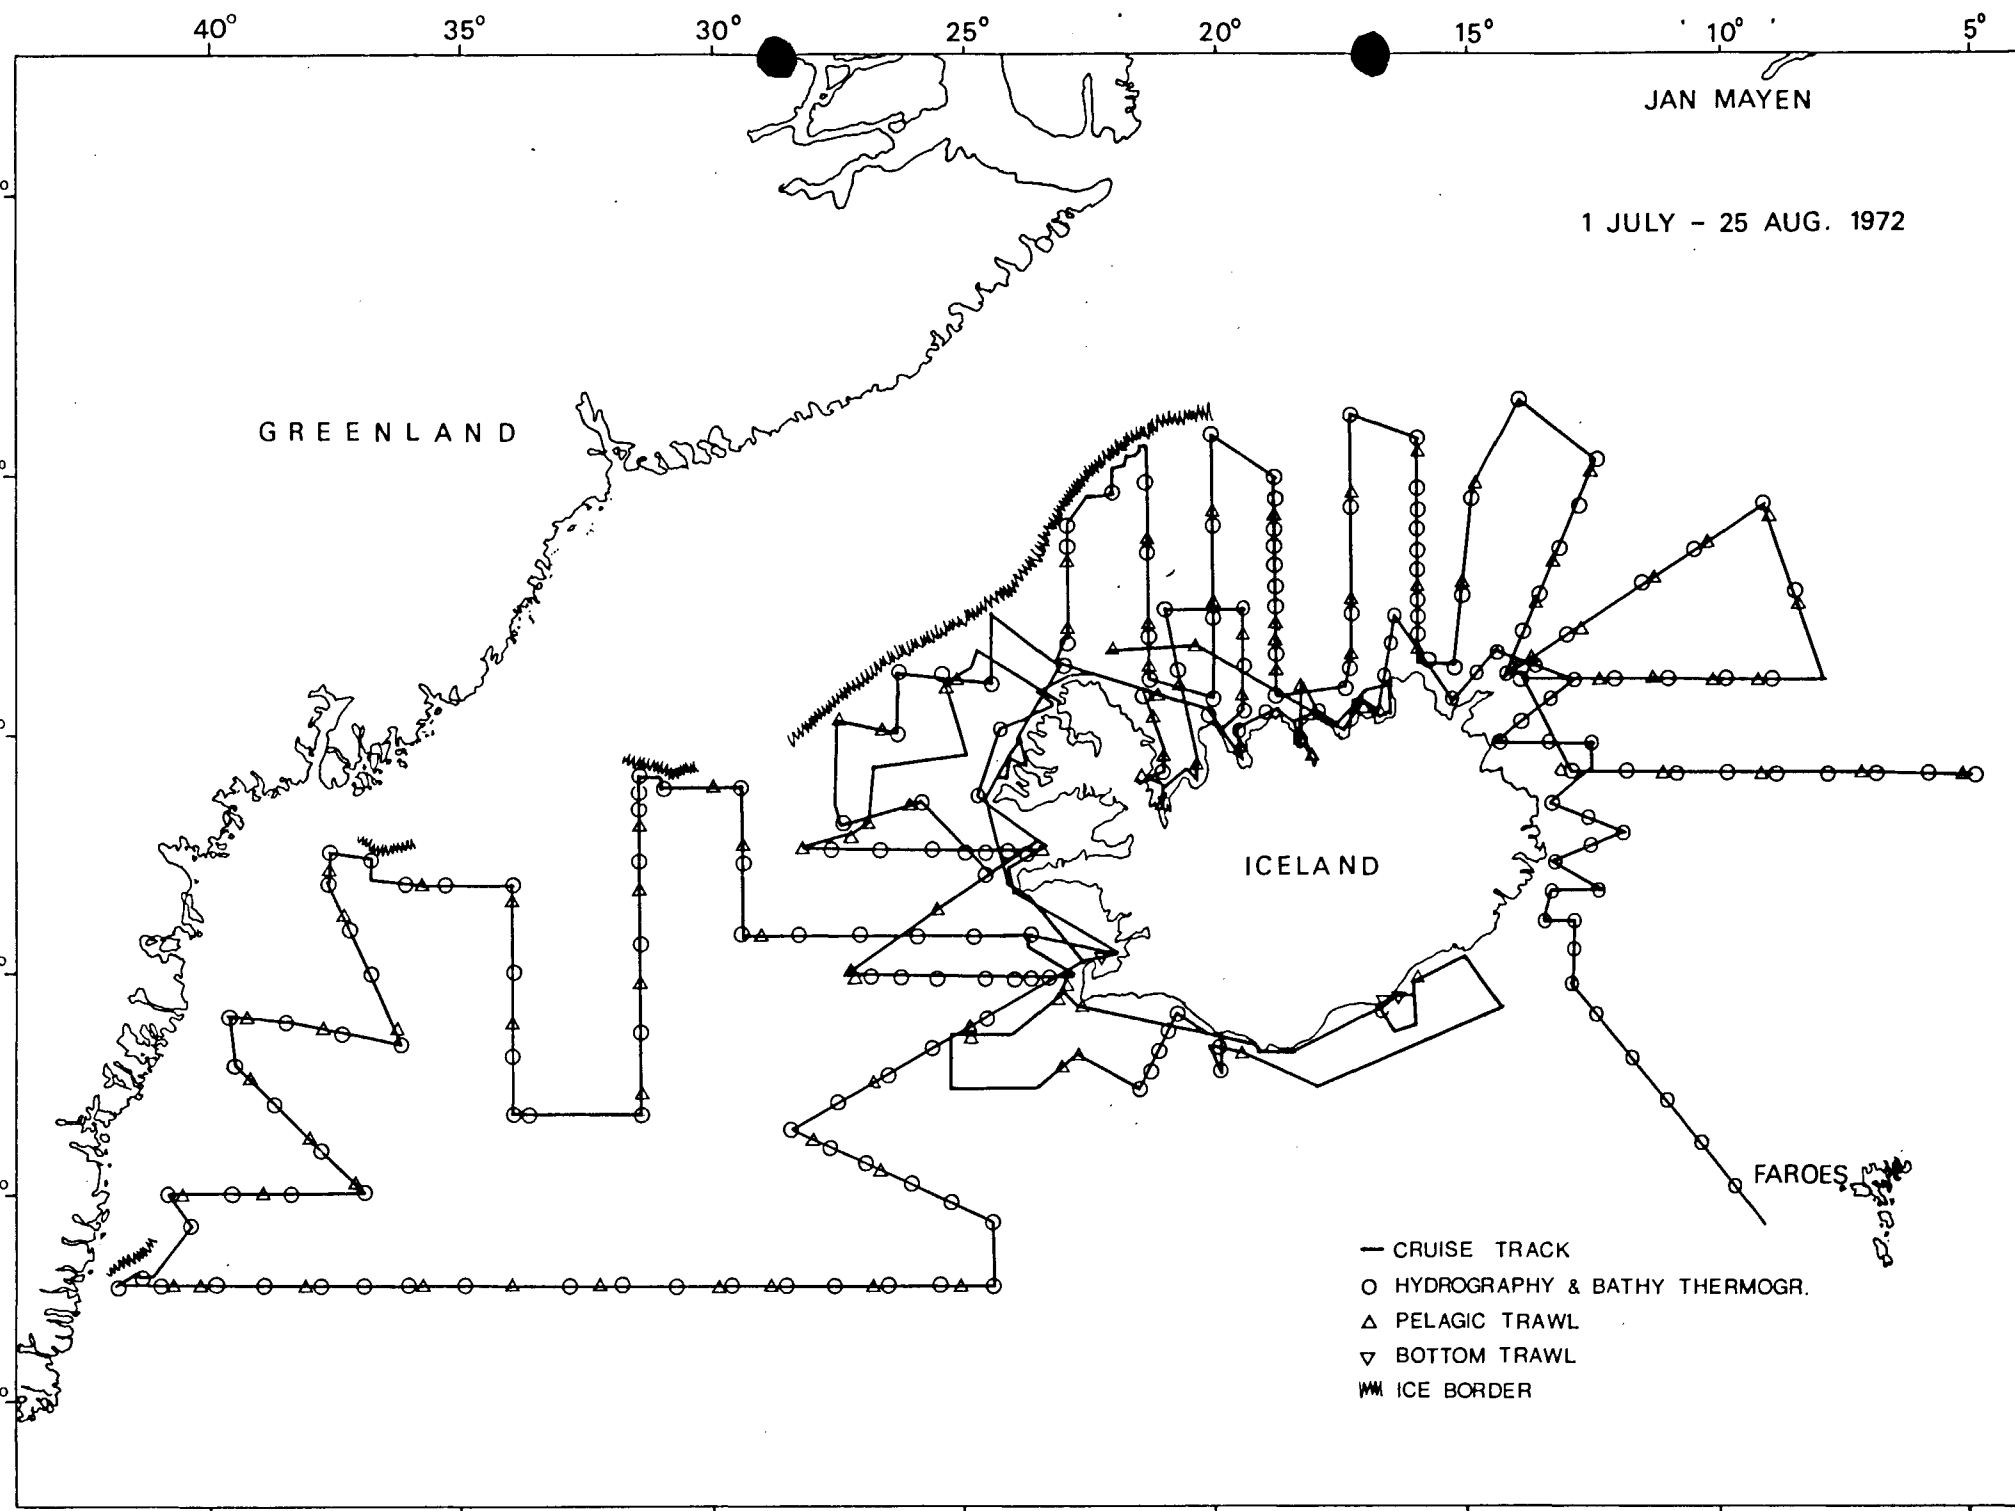 40° 35° 30° 25° 20° 15° 10° 5°
JAN MAYEN
1 JULY – 25 AUG. 1972
GREENLAND
ICELAND
FAROES
CRUISE TRACK
HYDROGRAPHY & BATHY THERMOGR.
PELAGIC TRAWL
BOTTOM TRAWL
ICE BORDER